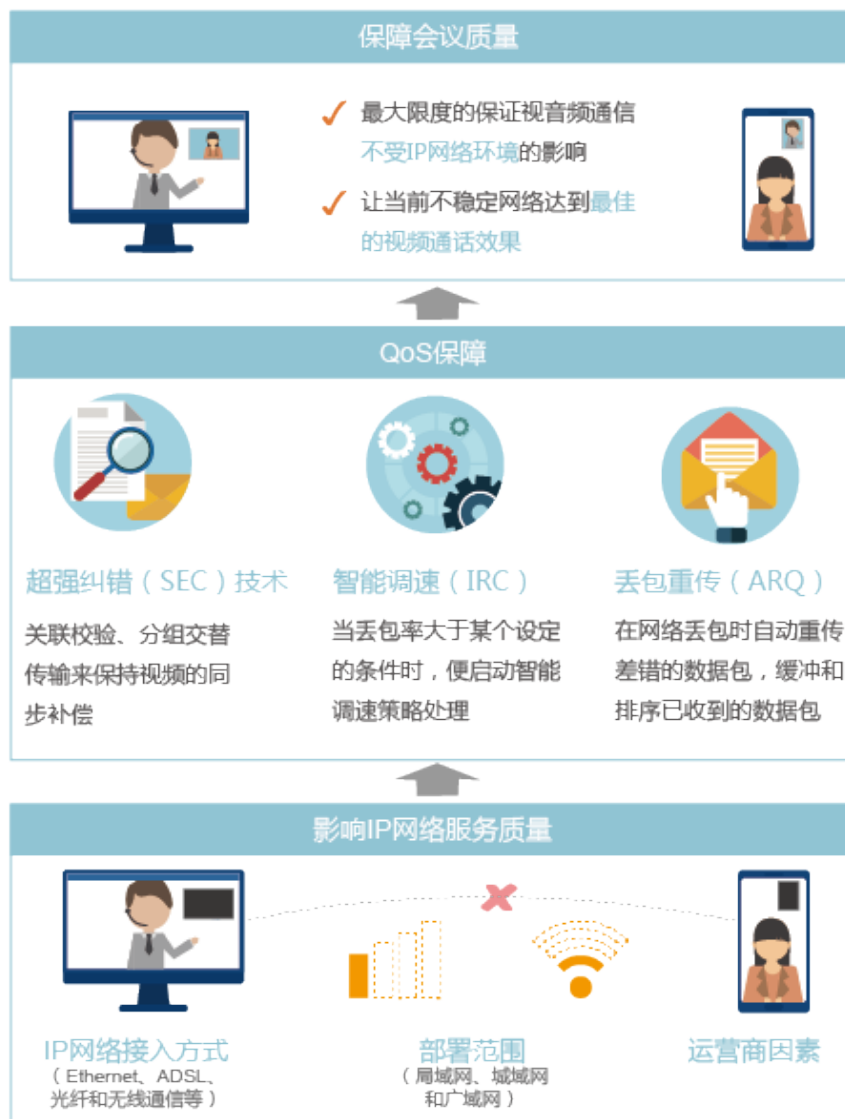 保障会议质量
最大限度的保证视音频通信
不受IP网络环境的影响
让当前不稳定网络达到最佳
的视频通话效果
QoS保障
超强纠错（SEC）技术
关联校验、分组交替
传输来保持视频的同
步补偿
智能调速（IRC）
当丢包率大于某个设定
的条件时，便启动智能
调速策略处理
丢包重传（ARQ）
在网络丢包时自动重传
差错的数据包，缓冲和
排序已收到的数据包
影响IP网络服务质量
IP网络接入方式
（Ethernet、ADSL、
光纤和无线通信等）
部署范围
（局域网、城域网
和广域网）
运营商因素